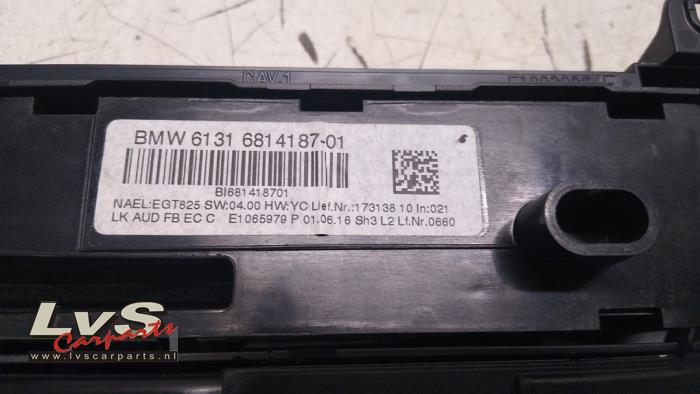 CAV-1
BMW 6131 6814187-01
BI681418701
NAEL:EGT825 SW:04.00 HW:YC Lief.Nr.:173138 10 In:021
LK AUD FB EC C E1065979 P 01.06.16 Sh3 L2 Lf.Nr.0660
LvS
Carparts
www.lvscarparts.nl